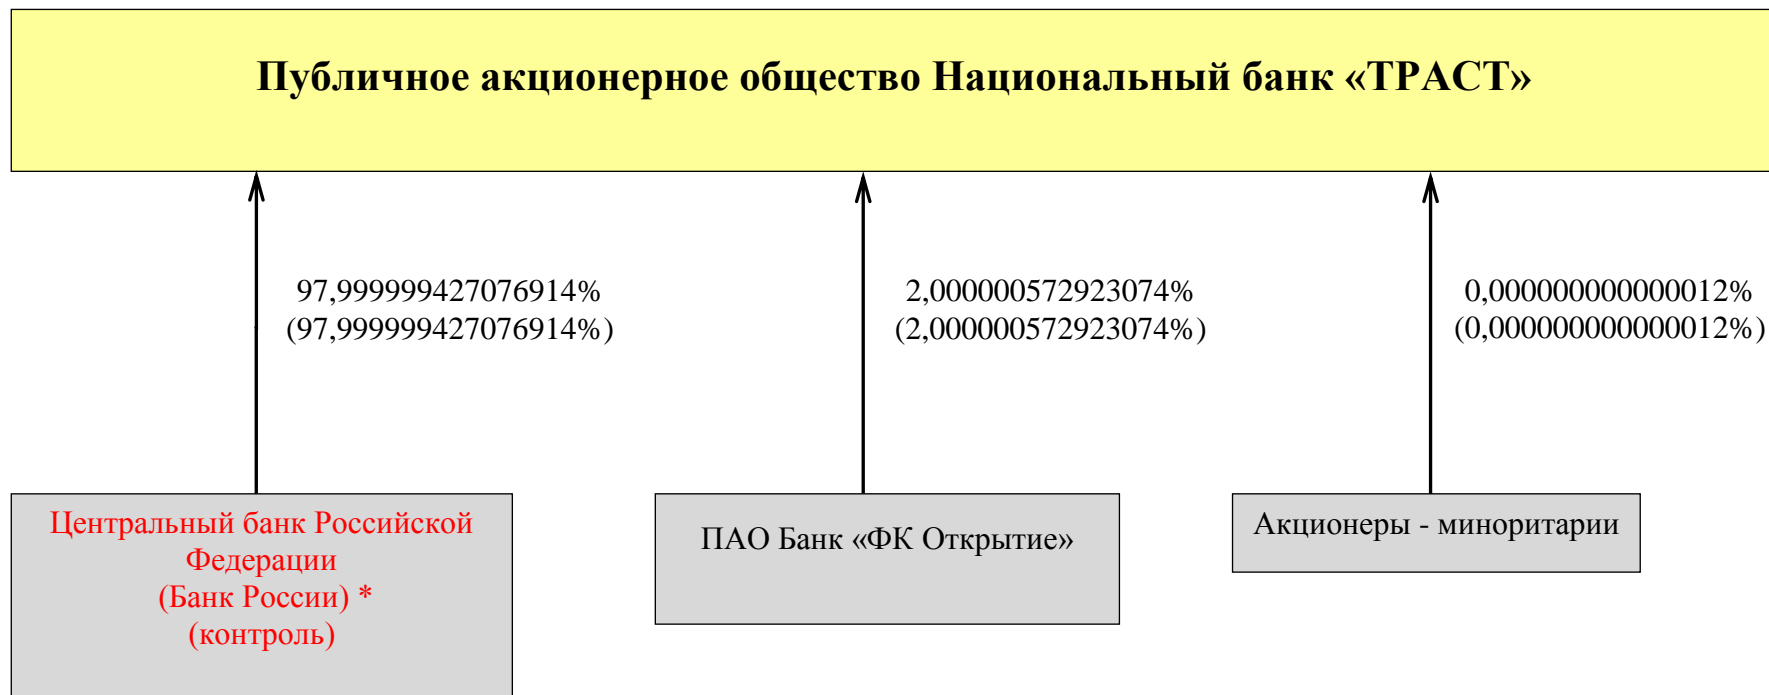 Публичное акционерное общество Национальный банк «ТРАСТ»
97,999999427076914%
(97,999999427076914%)
2,000000572923074%
(2,000000572923074%)
0,000000000000012%
(0,000000000000012%)
Центральный банк Российской
Федерации
(Банк России) *
(контроль)
ПАО Банк «ФК Открытие»
Акционеры - миноритарии